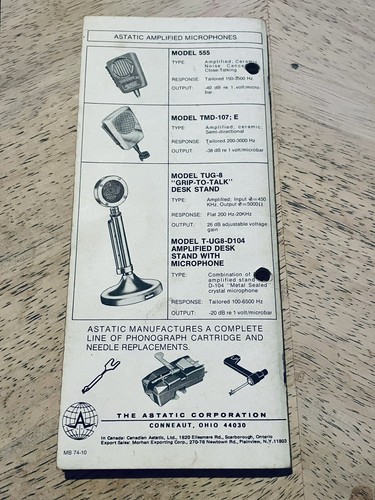 ASTATIC AMPLIFIED MICROPHONES
MODEL 555
TYPE: Amplified, Ceramic
Noise
Close-Talking
RESPONSE: Tailored Hz
OUTPUT: -40 dB re 1 volt/micro-
bar
MODEL TMD-107; E
TYPE: Amplified, ceramic,
Semi-directional
RESPONSE: Tailored 200-3000 Hz
OUTPUT: -38 dB re 1 volt/microbar
MODEL TUG-8
"GRIP-TO-TALK"
DESK STAND
TYPE: Amplified; Input
KHz, Output
RESPONSE: Flat 200 Hz-20KHz
OUTPUT: 26 dB adjustable voltage
gain
MODEL T-UG8-D104
AMPLIFIED DESK
STAND WITH
MICROPHONE
TYPE: Combination of
amplified stand
D-104 "Metal Sealed"
crystal microphone
RESPONSE: Tailored 100-6500 Hz
OUTPUT: -20 dB re 1 volt/microbar
ASTATIC MANUFACTURES A COMPLETE
LINE OF PHONOGRAPH CARTRIDGE AND
NEEDLE REPLACEMENTS.
A
THE ASTATIC CORPORATION
CONNEAUT, OHIO 44030
In Canada: Canadian Astatic, Ltd., 1820 Ellesmere Rd., Scarborough, Ontario
Export Sales: Morhan Exporting Corp., 270-78 Newtown Rd., Plainview, N.Y. 11803
MB 74-10